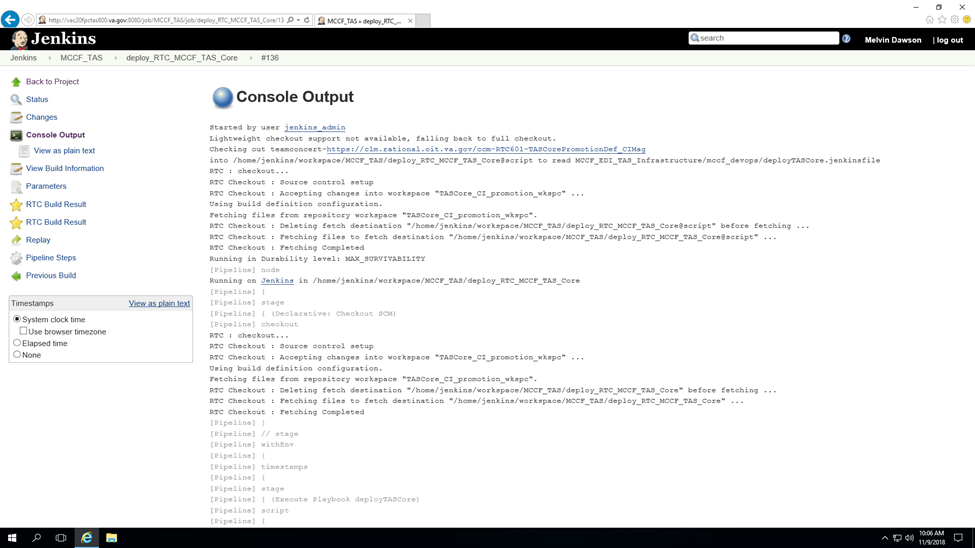 http://vac20fpctas800.va.gov:8080/job/MCCF_TAS/job/deploy_RTC_MCCF_TAS_Core/13
MCCF_TAS » deploy_RTC_...
Jenkins
search
Melvin Dawson
| log out
Jenkins
MCCF_TAS
deploy_RTC_MCCF_TAS_Core
#136
Back to Project
Status
Changes
Console Output
View as plain text
View Build Information
Parameters
RTC Build Result
RTC Build Result
Replay
Pipeline Steps
Previous Build
Timestamps
View as plain text
System clock time
Use browser timezone
Elapsed time
None
Console Output
Started by user jenkins_admin
Lightweight checkout support not available, falling back to full checkout.
Checking out teamconcert-https://clm.rational.oit.va.gov/ccm-RTC601-TASCorePromotionDef_CIMag
into /home/jenkins/workspace/MCCF_TAS/deploy_RTC_MCCF_TAS_Core@script to read MCCF_EDI_TAS_Infrastructure/mccf_devops/deployTASCore.jenkinsfile
RTC : checkout...
RTC Checkout : Source control setup
RTC Checkout : Accepting changes into workspace "TASCore_CI_promotion_wkspc" ...
Using build definition configuration.
Fetching files from repository workspace "TASCore_CI_promotion_wkspc".
RTC Checkout : Deleting fetch destination "/home/jenkins/workspace/MCCF_TAS/deploy_RTC_MCCF_TAS_Core@script" before fetching ...
RTC Checkout : Fetching files to fetch destination "/home/jenkins/workspace/MCCF_TAS/deploy_RTC_MCCF_TAS_Core@script" ...
RTC Checkout : Fetching Completed
Running in Durability level: MAX_SURVIVABILITY
[Pipeline] node
Running on Jenkins in /home/jenkins/workspace/MCCF_TAS/deploy_RTC_MCCF_TAS_Core
[Pipeline] {
[Pipeline] stage
[Pipeline] { (Declarative: Checkout SCM)
[Pipeline] checkout
RTC : checkout...
RTC Checkout : Source control setup
RTC Checkout : Accepting changes into workspace "TASCore_CI_promotion_wkspc" ...
Using build definition configuration.
Fetching files from repository workspace "TASCore_CI_promotion_wkspc".
RTC Checkout : Deleting fetch destination "/home/jenkins/workspace/MCCF_TAS/deploy_RTC_MCCF_TAS_Core" before fetching ...
RTC Checkout : Fetching files to fetch destination "/home/jenkins/workspace/MCCF_TAS/deploy_RTC_MCCF_TAS_Core" ...
RTC Checkout : Fetching Completed
[Pipeline] }
[Pipeline] // stage
[Pipeline] withEnv
[Pipeline] {
[Pipeline] timestamps
[Pipeline] {
[Pipeline] stage
[Pipeline] { (Execute Playbook deployTASCore)
[Pipeline] script
[Pipeline] {
10:06 AM
11/9/2018